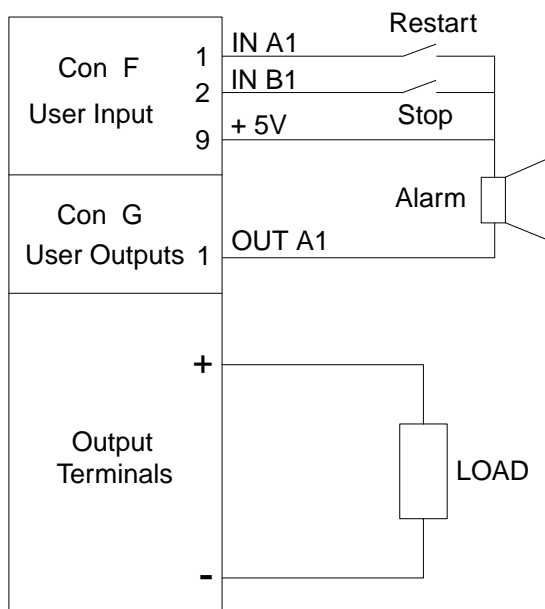 Restart
Con F
User Input
1 IN A1
2 IN B1
9 + 5V
Stop
Con G
User Outputs 1 OUT A1
Alarm
+
Output
Terminals
LOAD
-